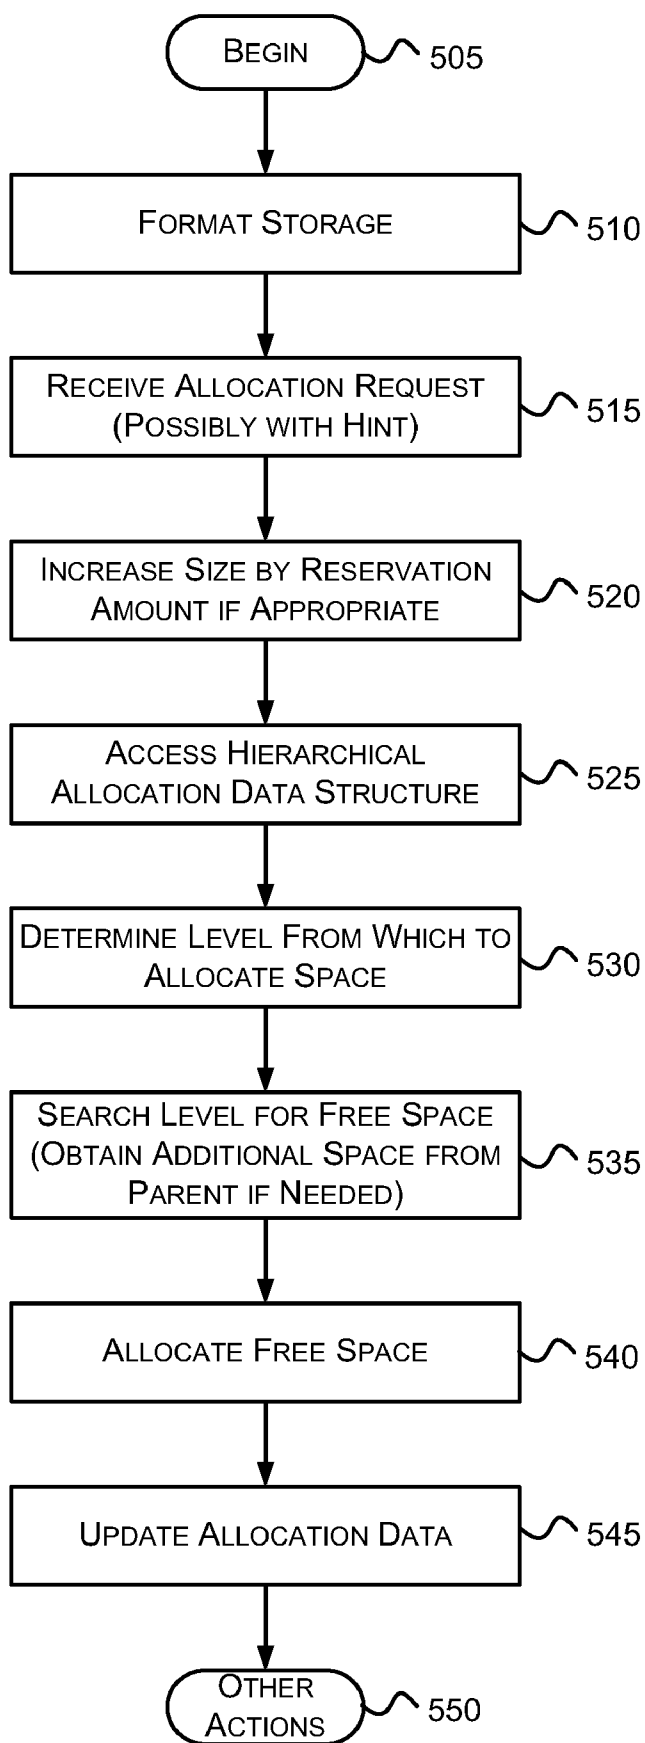 BEGIN
505
FORMAT STORAGE
510
RECEIVE ALLOCATION REQUEST
(POSSIBLY WITH HINT)
515
INCREASE SIZE BY RESERVATION
AMOUNT IF APPROPRIATE
520
ACCESS HIERARCHICAL
ALLOCATION DATA STRUCTURE
525
DETERMINE LEVEL FROM WHICH TO
ALLOCATE SPACE
530
SEARCH LEVEL FOR FREE SPACE
(OBTAIN ADDITIONAL SPACE FROM
PARENT IF NEEDED)
535
ALLOCATE FREE SPACE
540
UPDATE ALLOCATION DATA
545
OTHER
ACTIONS
550